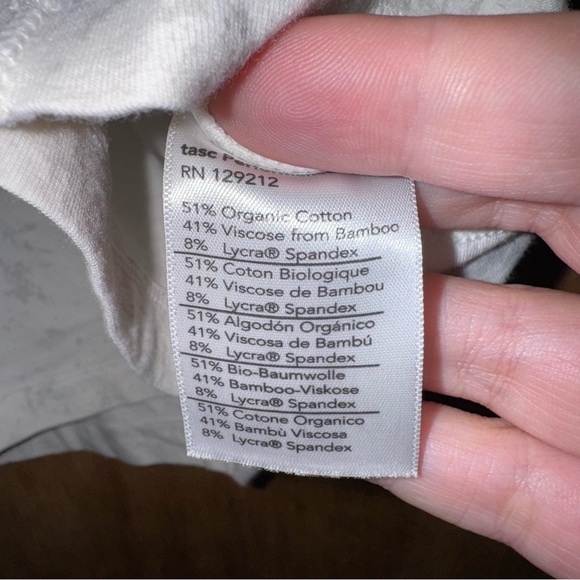 tasc
RN 129212
51% Organic Cotton
41% Viscose from Bamboo
8% Lycra® Spandex
51% Coton Biologique
41% Viscose de Bambou
8% Lycra® Spandex
51% Algodón Orgánico
41% Viscosa de Bambú
8% Lycra® Spandex
51% Bio-Baumwolle
41% Bamboo-Viskose
8% Lycra® Spandex
51% Cotone Organico
41% Bambù Viscosa
8% Lycra® Spandex